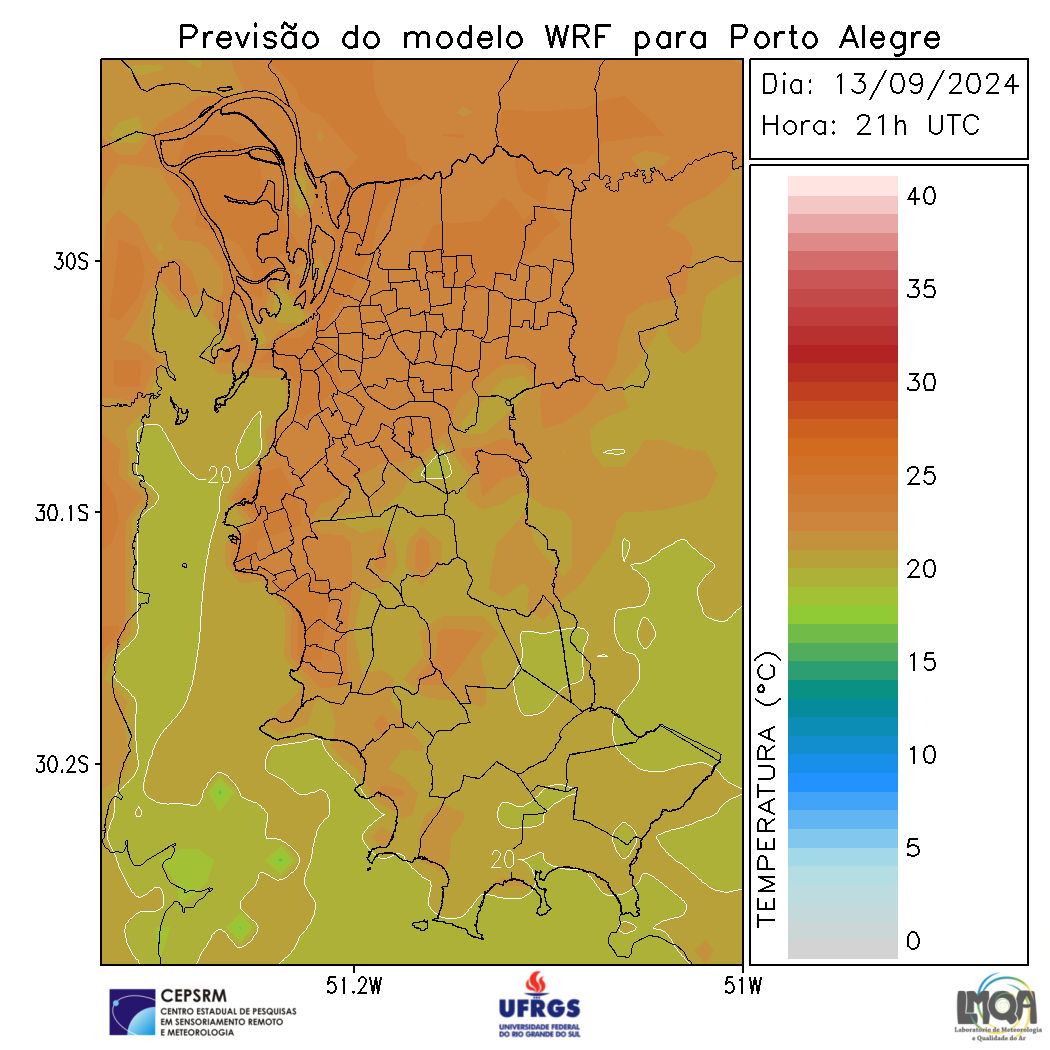 Previsão do modelo WRF para Porto Alegre
Dia: 13/09/2024
Hora: 21h UTC
40
35
30
25
20
15
10
5
0
TEMPERATURA (°C)
30S
30.1S
30.2S
51.2W
51W
20
20
CEPSRM
CENTRO ESTADUAL DE PESQUISAS
EM SENSORIAMENTO REMOTO
E METEOROLOGIA
UFRGS
UNIVERSIDADE FEDERAL
DO RIO GRANDE DO SUL
LMQA
Laboratório de Meteorologia
e Qualidade do Ar